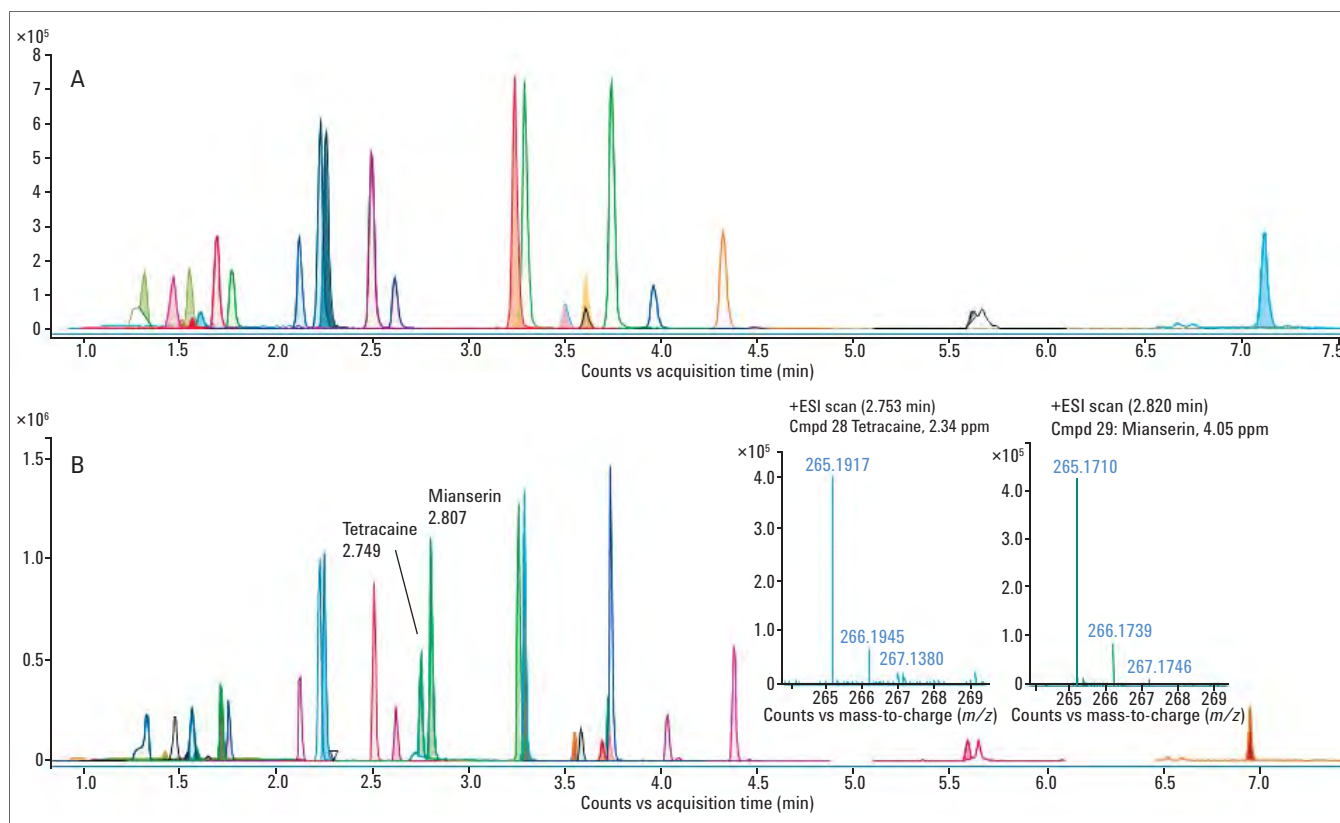 ×10⁵
A
8
7
6
5
4
3
2
1
0
1.0 1.5 2.0 2.5 3.0 3.5 4.0 4.5 5.0 5.5 6.0 6.5 7.0 7.5
Counts vs acquisition time (min)
×10⁶
B
1.5
1.0
0.5
0
Mianserin
2.807
Tetracaine
2.749
1.0 1.5 2.0 2.5 3.0 3.5 4.0 4.5 5.0 5.5 6.0 6.5 7.0
Counts vs acquisition time (min)
+ESI scan (2.753 min)
Cmpd 28 Tetracaine, 2.34 ppm
×10⁵
265.1917
4.0
3.0
2.0
1.0
0
266.1945
267.1380
265 266 267 268 269
Counts vs mass-to-charge (m/z)
+ESI scan (2.820 min)
Cmpd 29: Mianserin, 4.05 ppm
×10⁵
265.1710
4.0
3.0
2.0
1.0
0
266.1739
267.1746
265 266 267 268 269
Counts vs mass-to-charge (m/z)